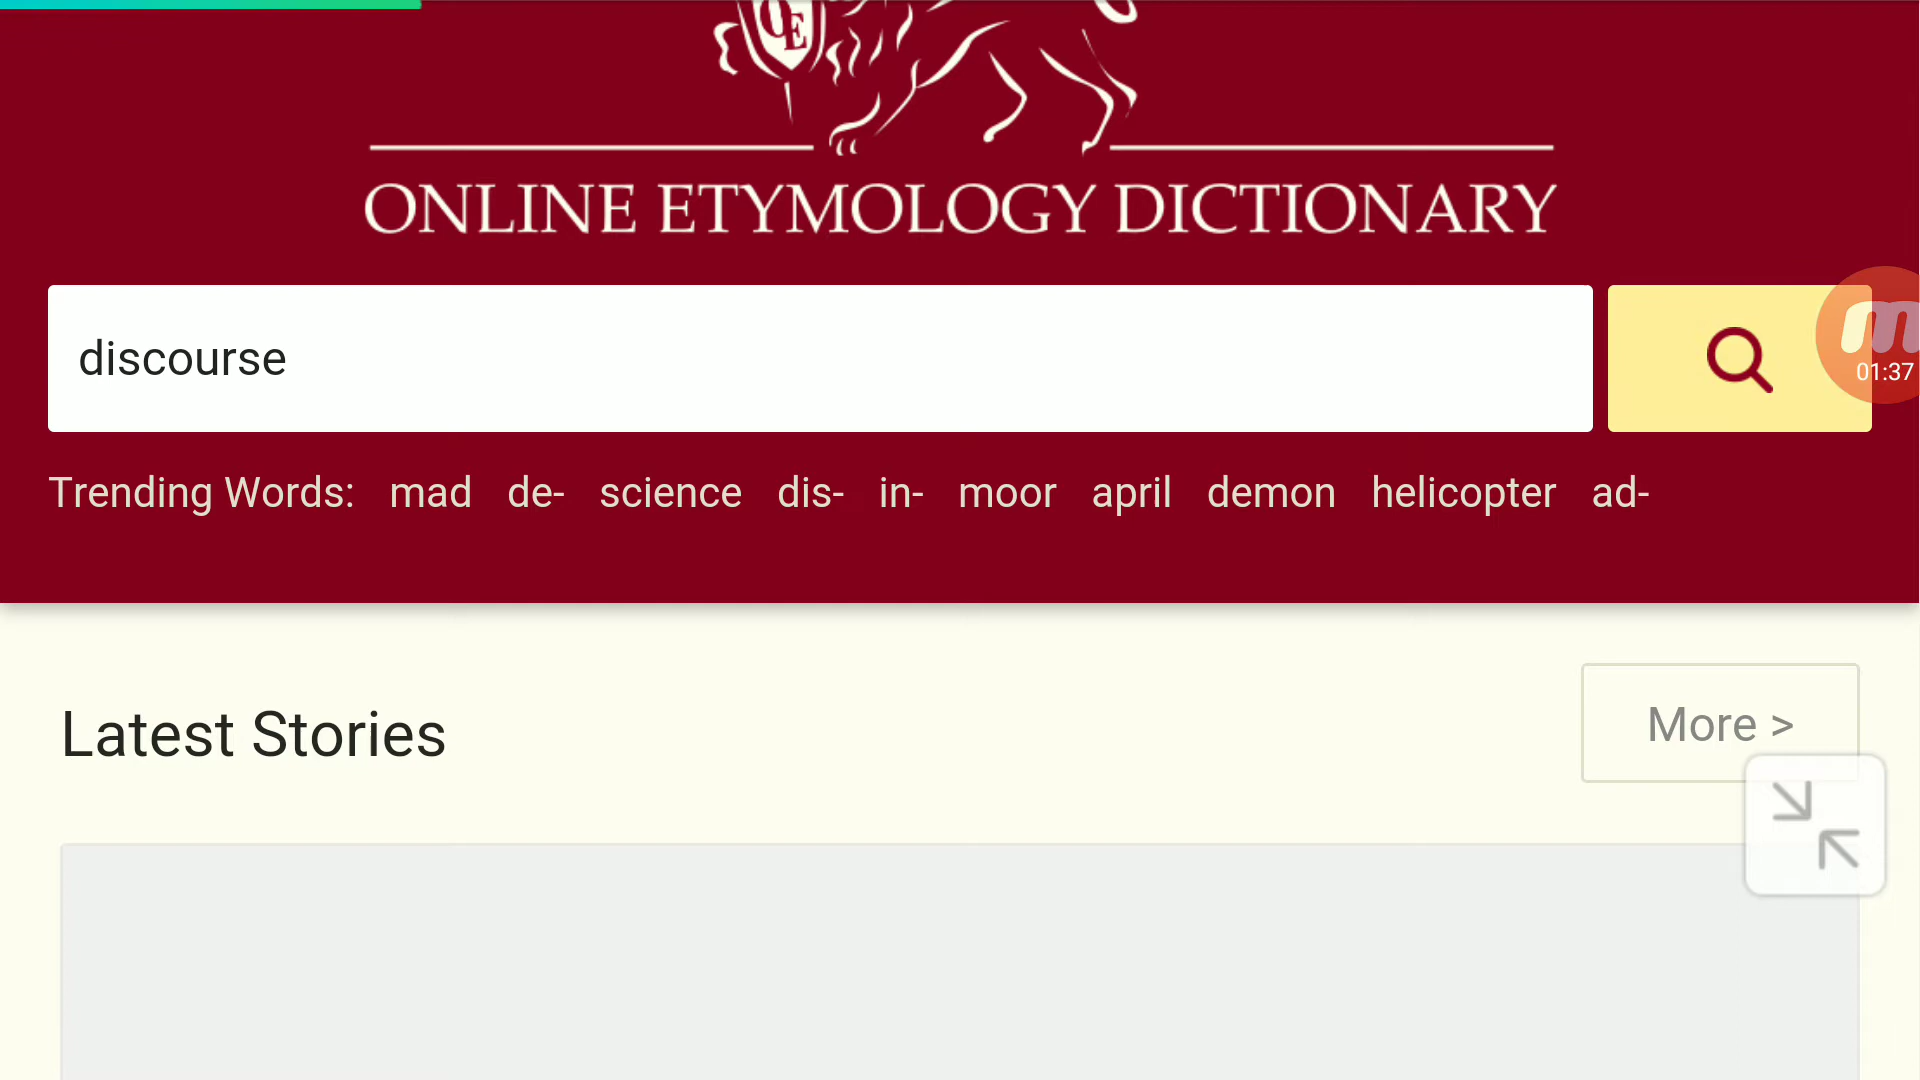 OE
ONLINE ETYMOLOGY DICTIONARY
discourse
01:37
Trending Words: mad de- science dis- in- moor april demon helicopter ad-
Latest Stories
More >